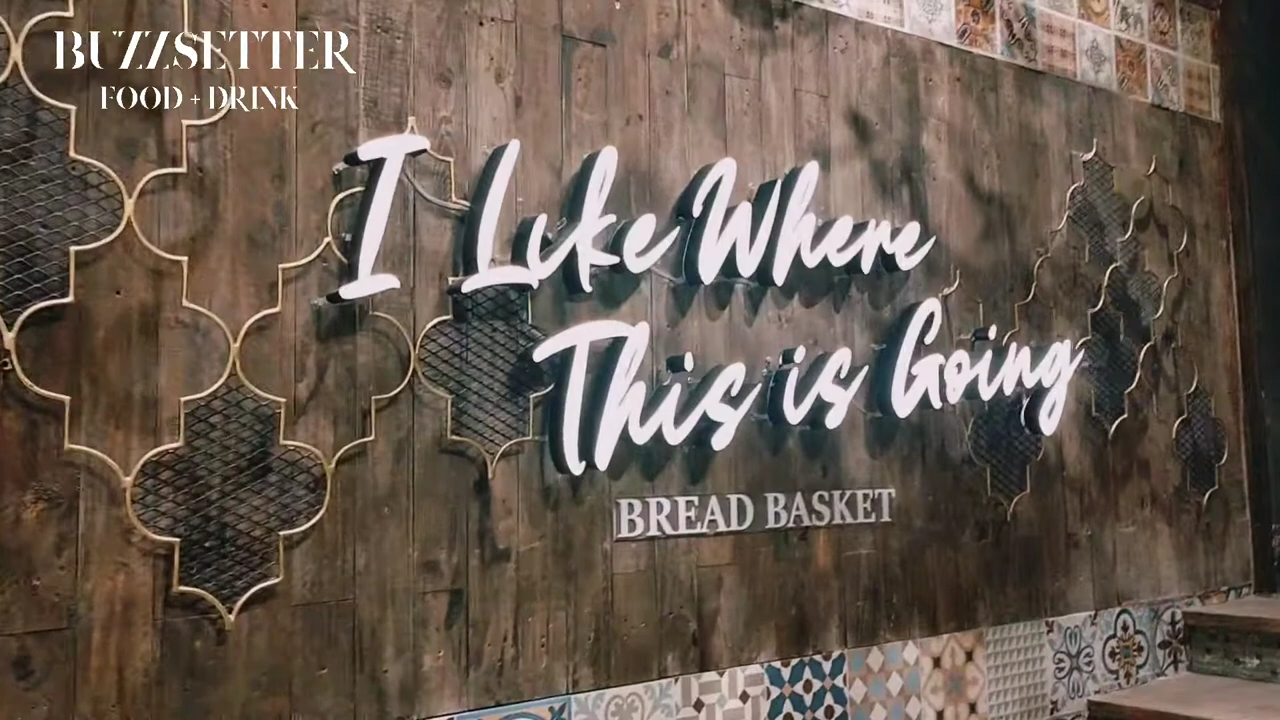 BUZZSETTER
FOOD + DRINK
I Like Where
This is Going
BREAD BASKET